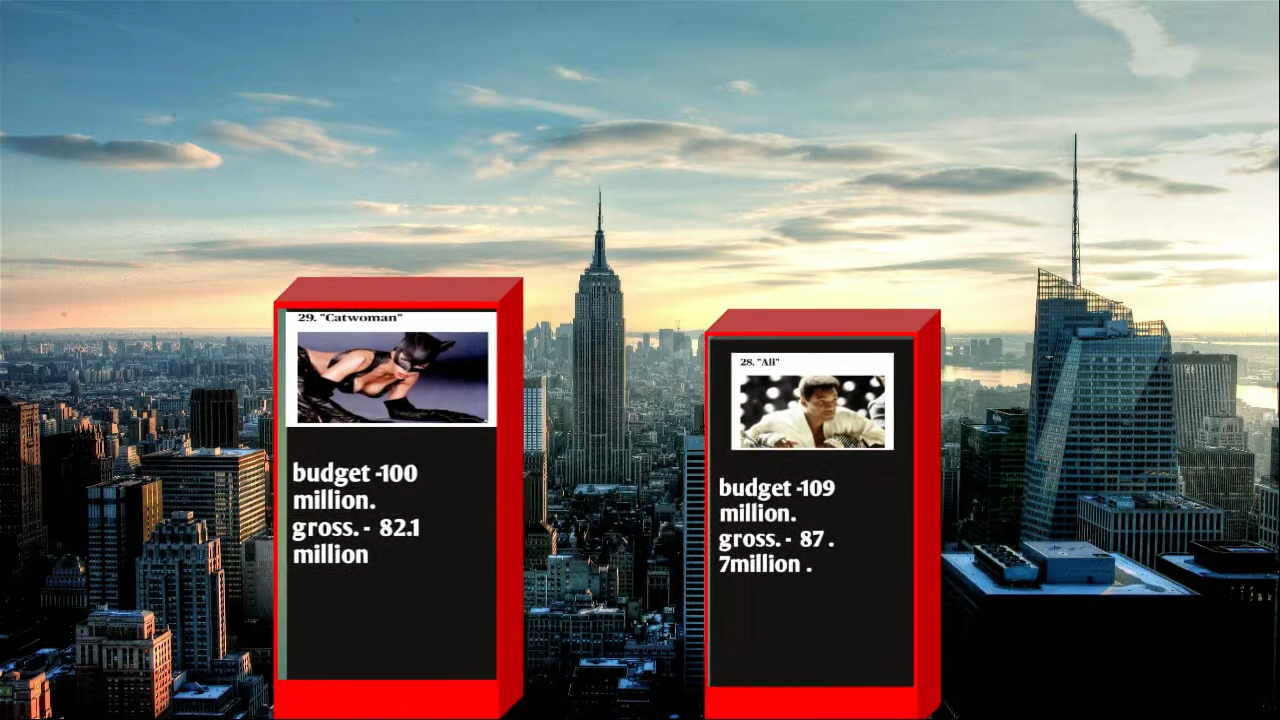 29. "Catwoman"
budget -100
million.
gross. - 82.1
million
28. "Ali"
budget -109
million.
gross. - 87 .
7million .